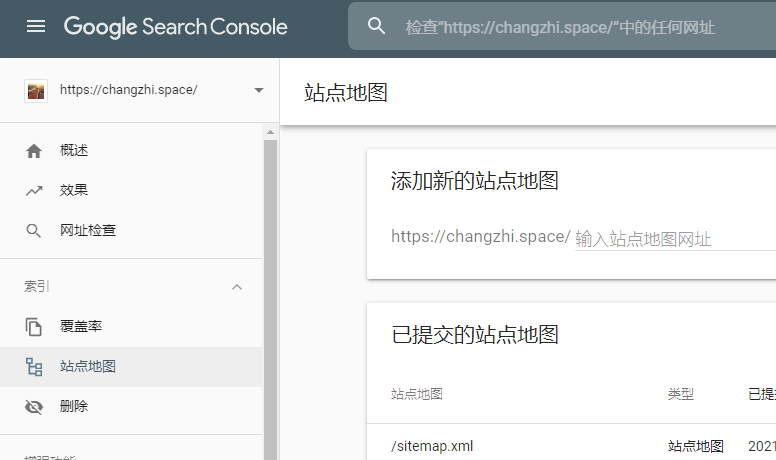 Google Search Console
检查“https://changzhi.space/”中的任何网址
https://changzhi.space/
站点地图
概述
效果
网址检查
索引
覆盖率
站点地图
删除
添加新的站点地图
https://changzhi.space/ 输入站点地图网址
已提交的站点地图
站点地图 类型 已提
/sitemap.xml 站点地图 2021